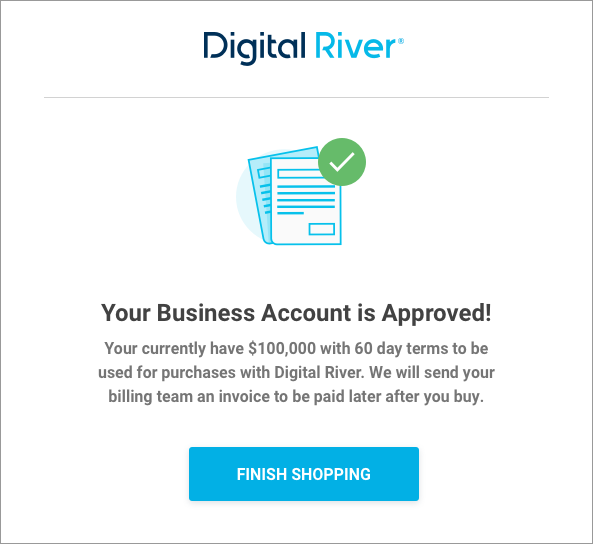 Digital River®
Your Business Account is Approved!
Your currently have $100,000 with 60 day terms to be
used for purchases with Digital River. We will send your
billing team an invoice to be paid later after you buy.
FINISH SHOPPING